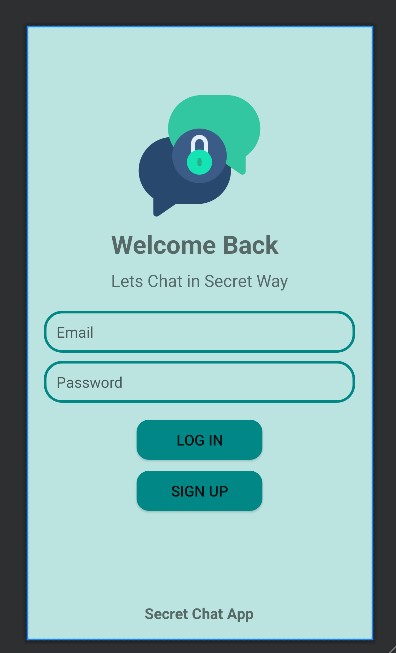 Welcome Back
Lets Chat in Secret Way
Email
Password
LOG IN
SIGN UP
Secret Chat App